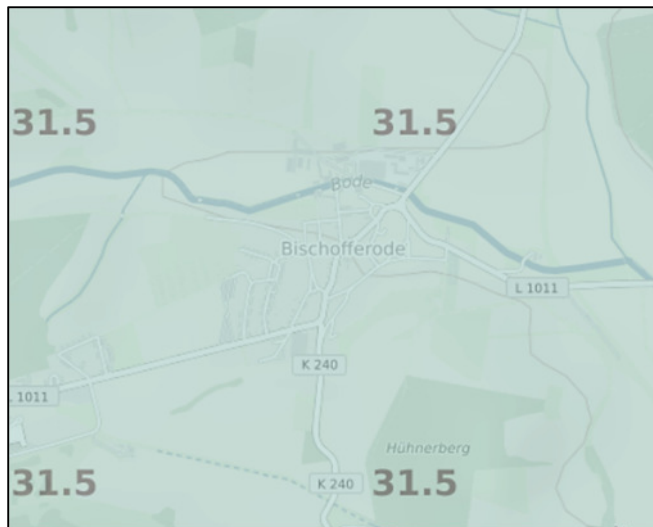 31.5 31.5
Bode
Bischofferode
L 1011
K 240
L 1011
Hühnerberg
31.5 K 240 31.5